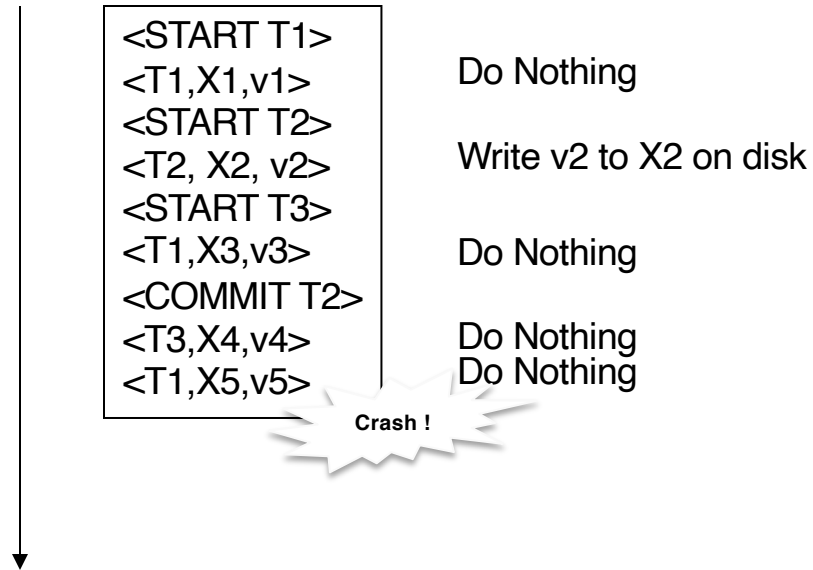 <START T1>
<T1,X1,v1>
<START T2>
<T2, X2, v2>
<START T3>
<T1,X3,v3>
<COMMIT T2>
<T3,X4,v4>
<T1,X5,v5>
Do Nothing
Write v2 to X2 on disk
Do Nothing
Do Nothing
Do Nothing
Crash !